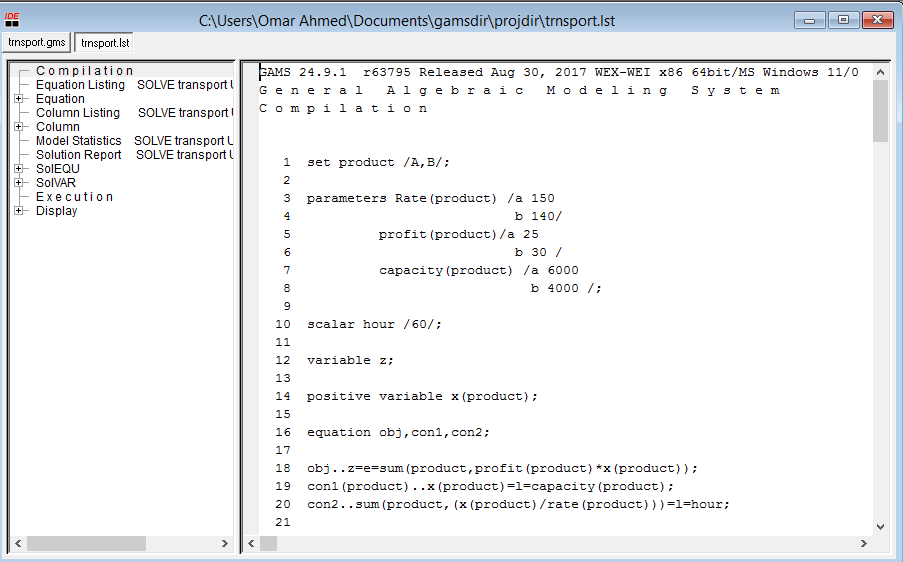 IDE
C:\Users\Omar Ahmed\Documents\gamsdir\projdir\trnsport.lst
trnsport.gms trnsport.lst
C o m p i l a t i o n
Equation Listing SOLVE transport U
Equation
Column Listing SOLVE transport U
Column
Model Statistics SOLVE transport U
Solution Report SOLVE transport U
SolEQU
SolVAR
E x e c u t i o n
Display
GAMS 24.9.1 r63795 Released Aug 30, 2017 WEX-WEI x86 64bit/MS Windows 11/0
G e n e r a l   A l g e b r a i c   M o d e l i n g   S y s t e m
C o m p i l a t i o n
1 set product /A,B/;
2
3 parameters Rate(product) /a 150
4 b 140/
5 profit(product)/a 25
6 b 30 /
7 capacity(product) /a 6000
8 b 4000 /;
9
10 scalar hour /60/;
11
12 variable z;
13
14 positive variable x(product);
15
16 equation obj,con1,con2;
17
18 obj..z=e=sum(product,profit(product)*x(product));
19 con1(product)..x(product)=l=capacity(product);
20 con2..sum(product,(x(product)/rate(product)))=l=hour;
21